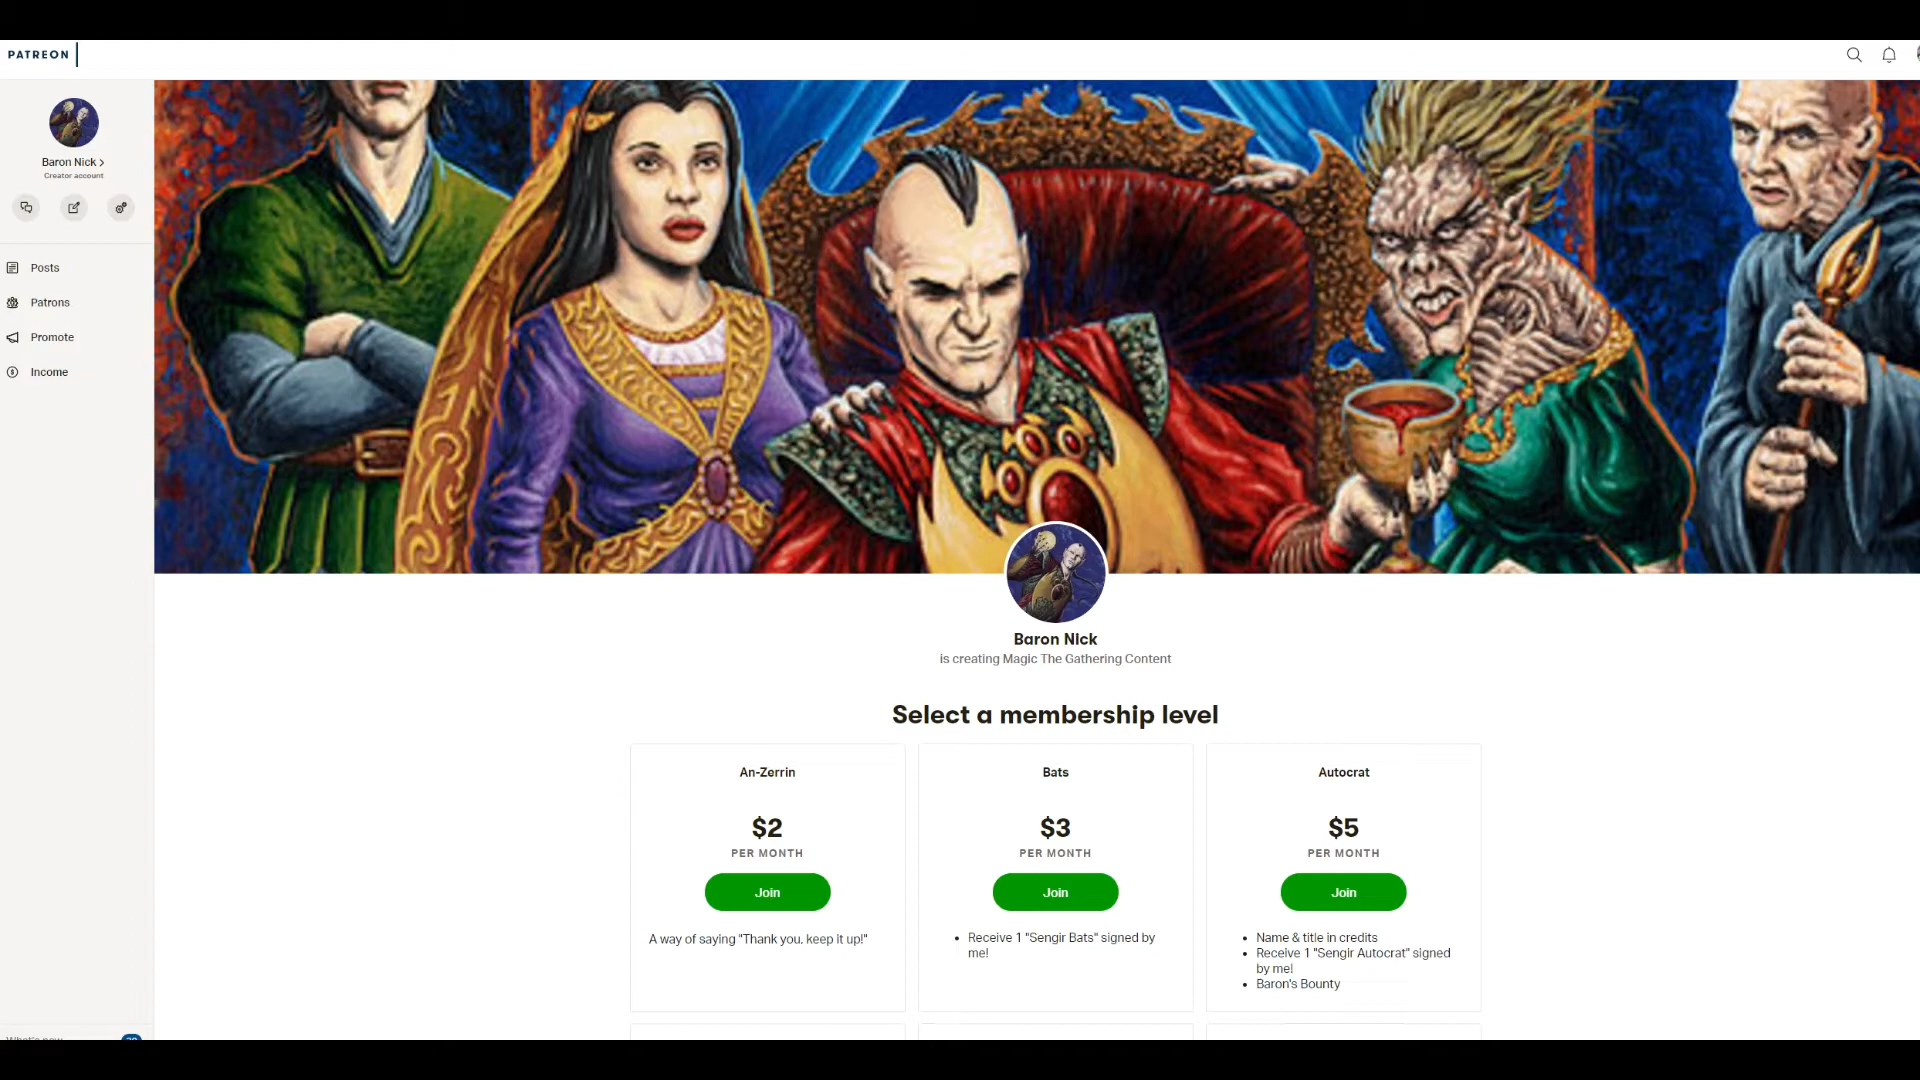 PATREON
Baron Nick
Creator account
Posts
Patrons
Promote
Income
Baron NIck
is creating Magic The Gathering Content
Select a membership level
An-Zerrin
$2
PER MONTH
Join
A way of saying "Thank you, keep it up!"
Bats
$3
PER MONTH
Join
Receive 1 "Sengir Bats" signed by
me!
Autocrat
$5
PER MONTH
Join
Name & title in credits
Receive 1 "Sengir Autocrat" signed
by me!
Baron's Bounty
What's new